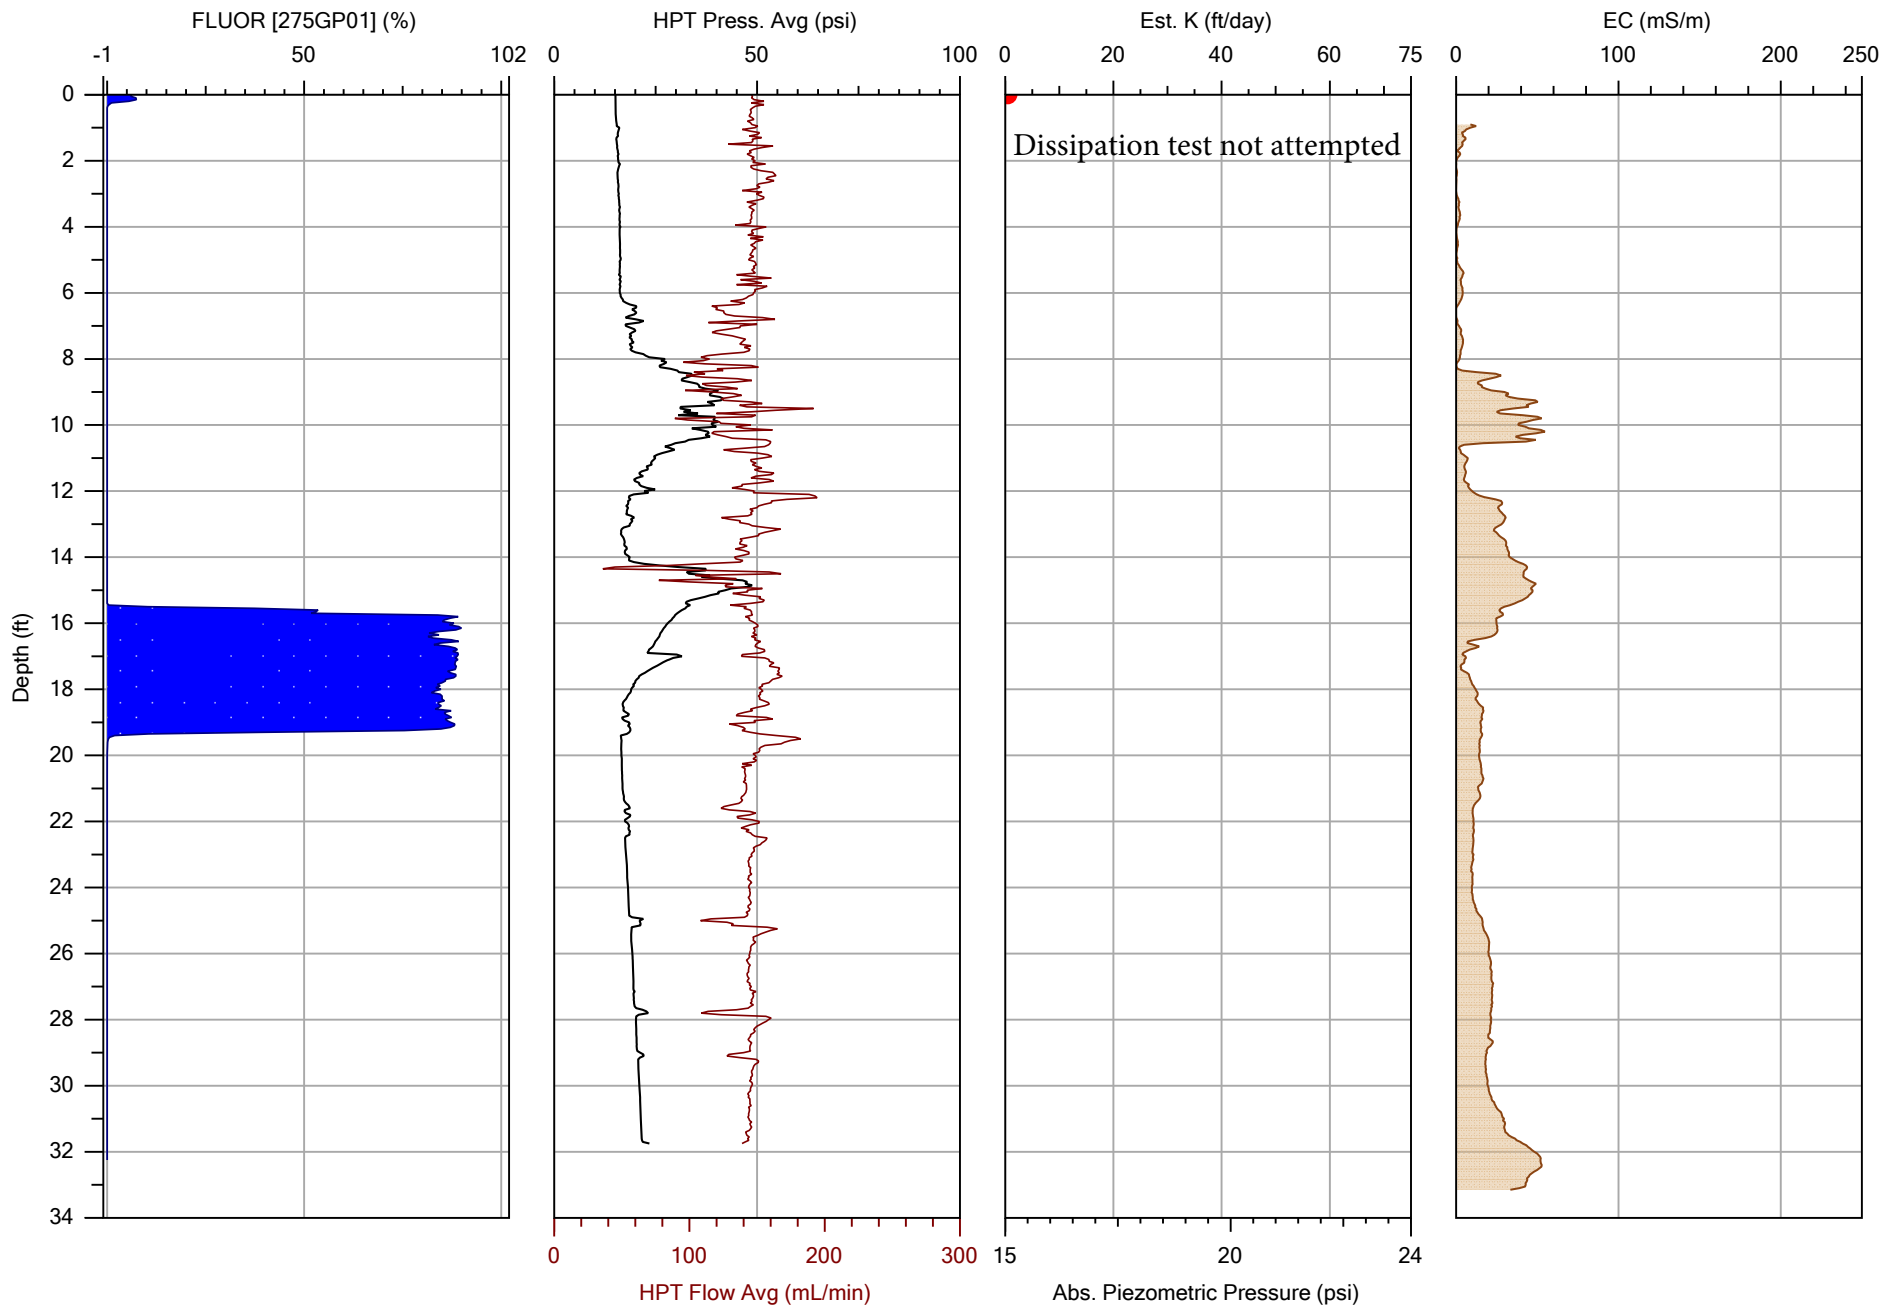 FLUOR [275GP01] (%)
HPT Press. Avg (psi)
Est. K (ft/day)
EC (mS/m)
-1 50 102
0 50 100
0 20 40 60 75
0 100 200 250
Dissipation test not attempted
Depth (ft)
0
2
4
6
8
10
12
14
16
18
20
22
24
26
28
30
32
34
0 100 200 300
15 20 24
HPT Flow Avg (mL/min)
Abs. Piezometric Pressure (psi)